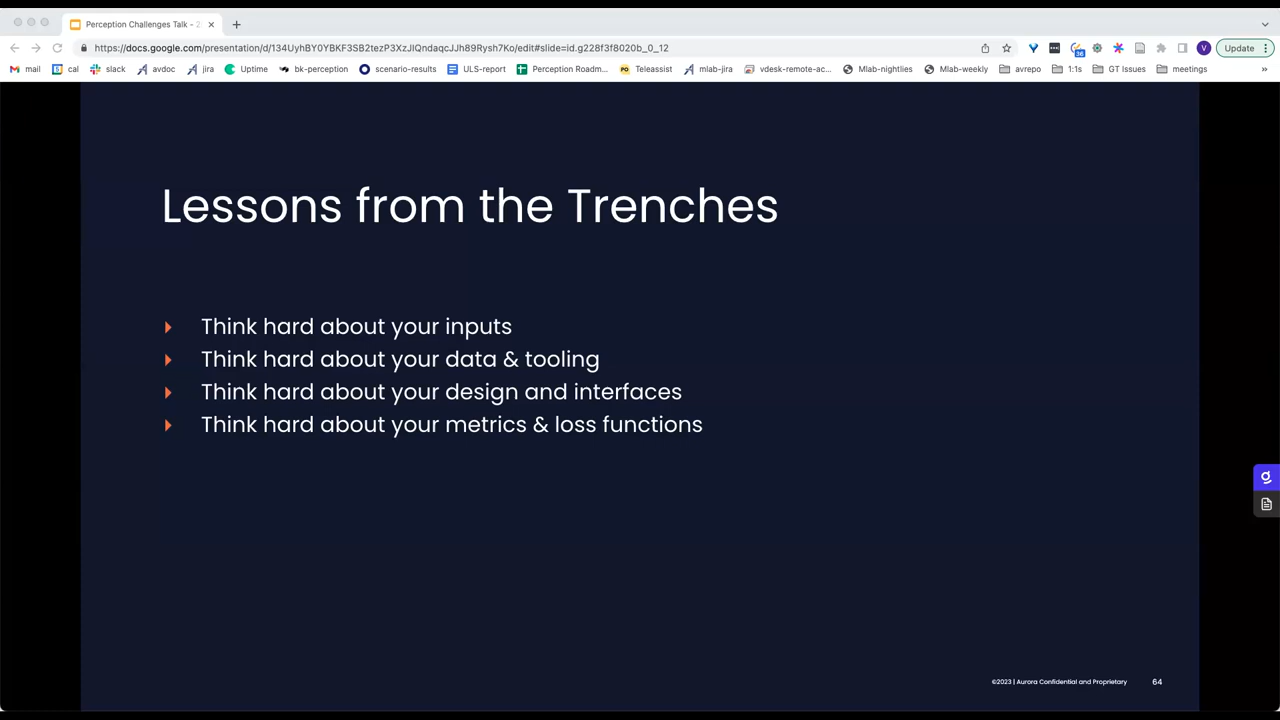 Perception Challenges Talk - 2
https://docs.google.com/presentation/d/134UyhBY0YBKF3SB2tezP3XzJIQndaqcJJh89Rysh7Ko/edit#slide=id.g228f3f8020b_0_12
36
V
Update
mail cal slack avdoc jira Uptime bk-perception scenario-results ULS-report Perception Roadm... PO Teleassist mlab-jira vdesk-remote-ac... Mlab-nightlies Mlab-weekly avrepo 1:1s GT Issues meetings »
Lessons from the Trenches
Think hard about your inputs
Think hard about your data & tooling
Think hard about your design and interfaces
Think hard about your metrics & loss functions
g
©2023 | Aurora Confidential and Proprietary 64